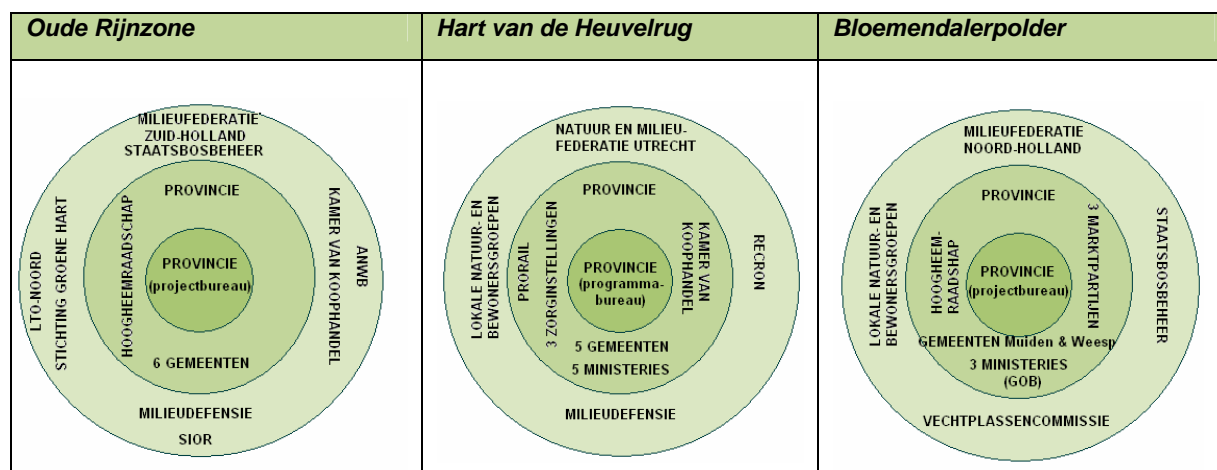 Oude Rijnzone
Hart van de Heuvelrug
Bloemendalerpolder
MILIEUFEDERATIE
ZUID-HOLLAND
STAATSBOSBEHEER
PROVINCIE
HOOGHEEMRAADSCHAP
PROVINCIE
(projectbureau)
6 GEMEENTEN
LTO-NOORD
STICHTING GROENE HART
KAMER VAN KOOPHANDEL
ANWB
MILIEUDEFENSIE
SIOR
NATUUR EN MILIEU-
FEDERATIE UTRECHT
PROVINCIE
LOKALE NATUUR- EN
BEWONERSGROEPEN
PRORAIL
3 ZORGINSTELLINGEN
PROVINCIE
(programma-
bureau)
KAMER VAN
KOOPHANDEL
RECRON
5 GEMEENTEN
5 MINISTERIES
MILIEUDEFENSIE
MILIEUFEDERATIE
NOORD-HOLLAND
PROVINCIE
LOKALE NATUUR- EN
BEWONERSGROEPEN
HIOOGHEEM-
RAADSHAP
PROVINCIE
(projectbureau)
3 MARKTPARTIJEN
STAATSBOSBEHEER
GEMEENTEN Muiden & Weesp
3 MINISTERIES
(GOB)
VECHTPLASSENCOMMISSIE